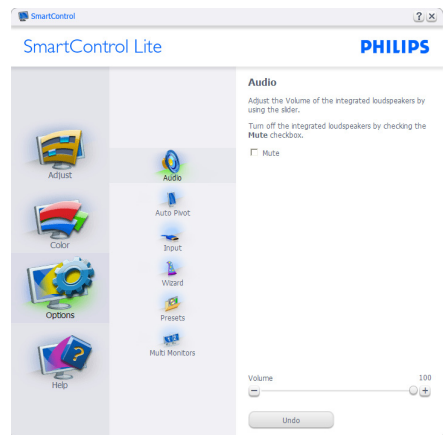 SmartControl
SmartControl Lite
PHILIPS
Adjust
Color
Options
Help
Audio
Auto Pivot
Input
Wizard
Presets
Multi Monitors
Audio
Adjust the Volume of the integrated loudspeakers by
using the slider.
Turn off the integrated loudspeakers by checking the
Mute checkbox.
Mute
Volume 100
Undo